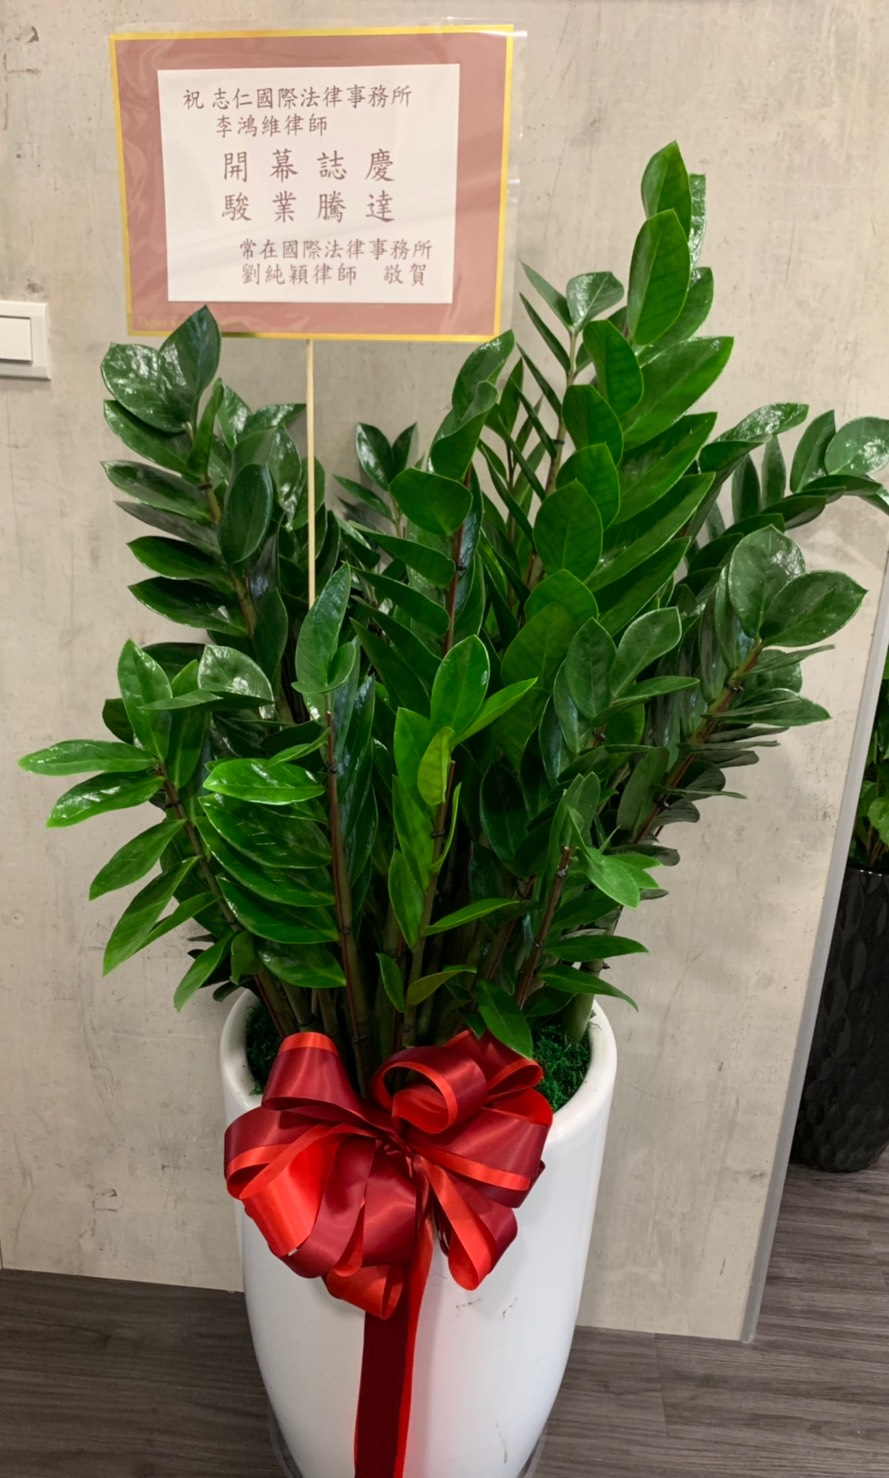 祝 志仁國際法律事務所
李鴻維律師
開幕誌慶
駿業騰達
常在國際法律事務所
劉純穎律師 敬賀